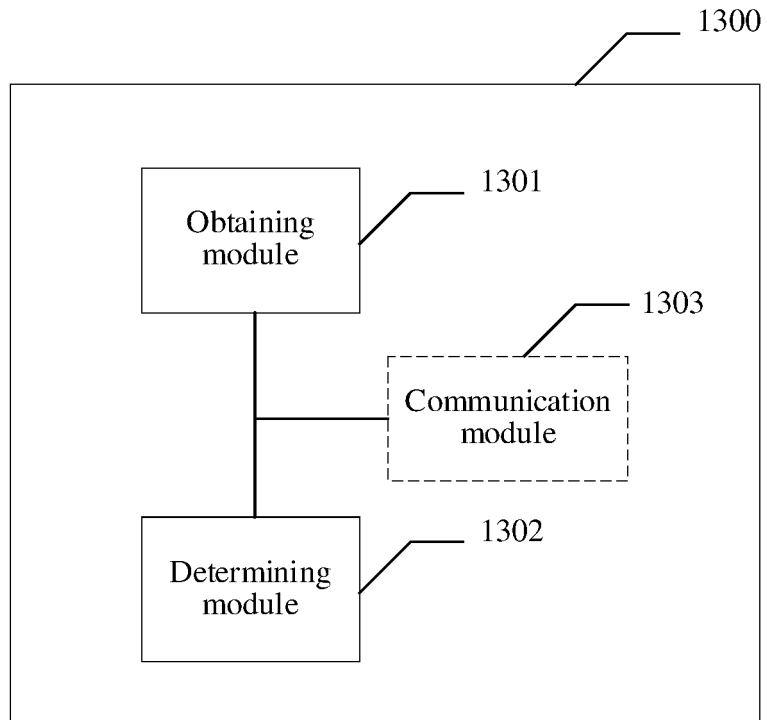 1300
1301
Obtaining
module
1303
Communication
module
1302
Determining
module